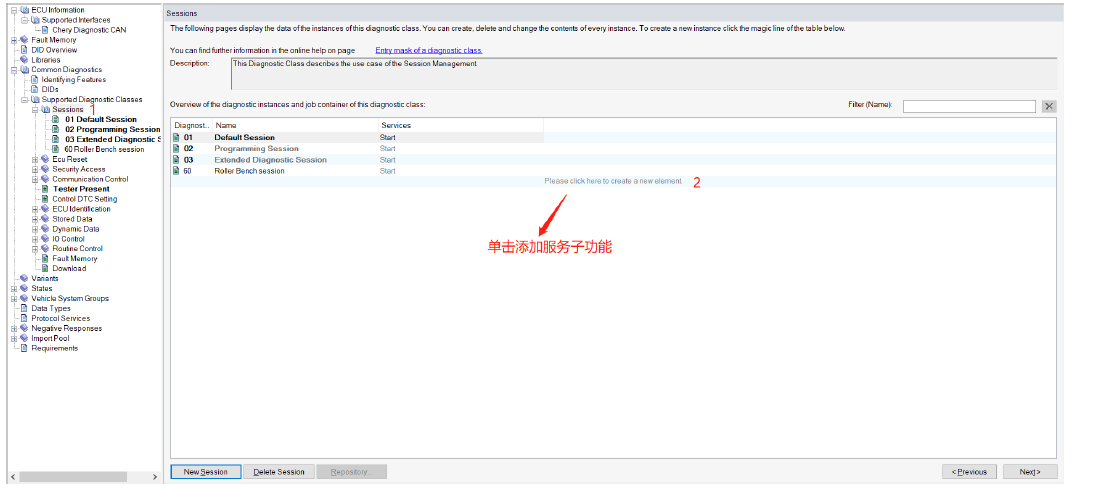 ECU Information
Supported Interfaces
Chery Diagnostic CAN
Fault Memory
DID Overview
Libraries
Common Diagnostics
Identifying Features
DIDs
Supported Diagnostic Classes
Sessions 1
01 Default Session
02 Programming Session
03 Extended Diagnostic S
60 Roller Bench session
Ecu Reset
Security Access
Communication Control
Tester Present
Control DTC Setting
ECU Identification
Stored Data
Dynamic Data
IO Control
Routine Control
Fault Memory
Download
Variants
States
Vehicle System Groups
Data Types
Protocol Services
Negative Responses
Import Pool
Requirements
Sessions
The following pages display the data of the instances of this diagnostic class. You can create, delete and change the contents of every instance. To create a new instance click the magic line of the table below.
You can find further information in the online help on page Entry mask of a diagnostic class.
Description: This Diagnostic Class describes the use case of the Session Management
Overview of the diagnostic instances and job container of this diagnostic class: Filter (Name):
Diagnost... Name Services
01 Default Session Start
02 Programming Session Start
03 Extended Diagnostic Session Start
60 Roller Bench session Start
Please click here to create a new element 2
单击添加服务子功能
New Session Delete Session Repository... < Previous Next >